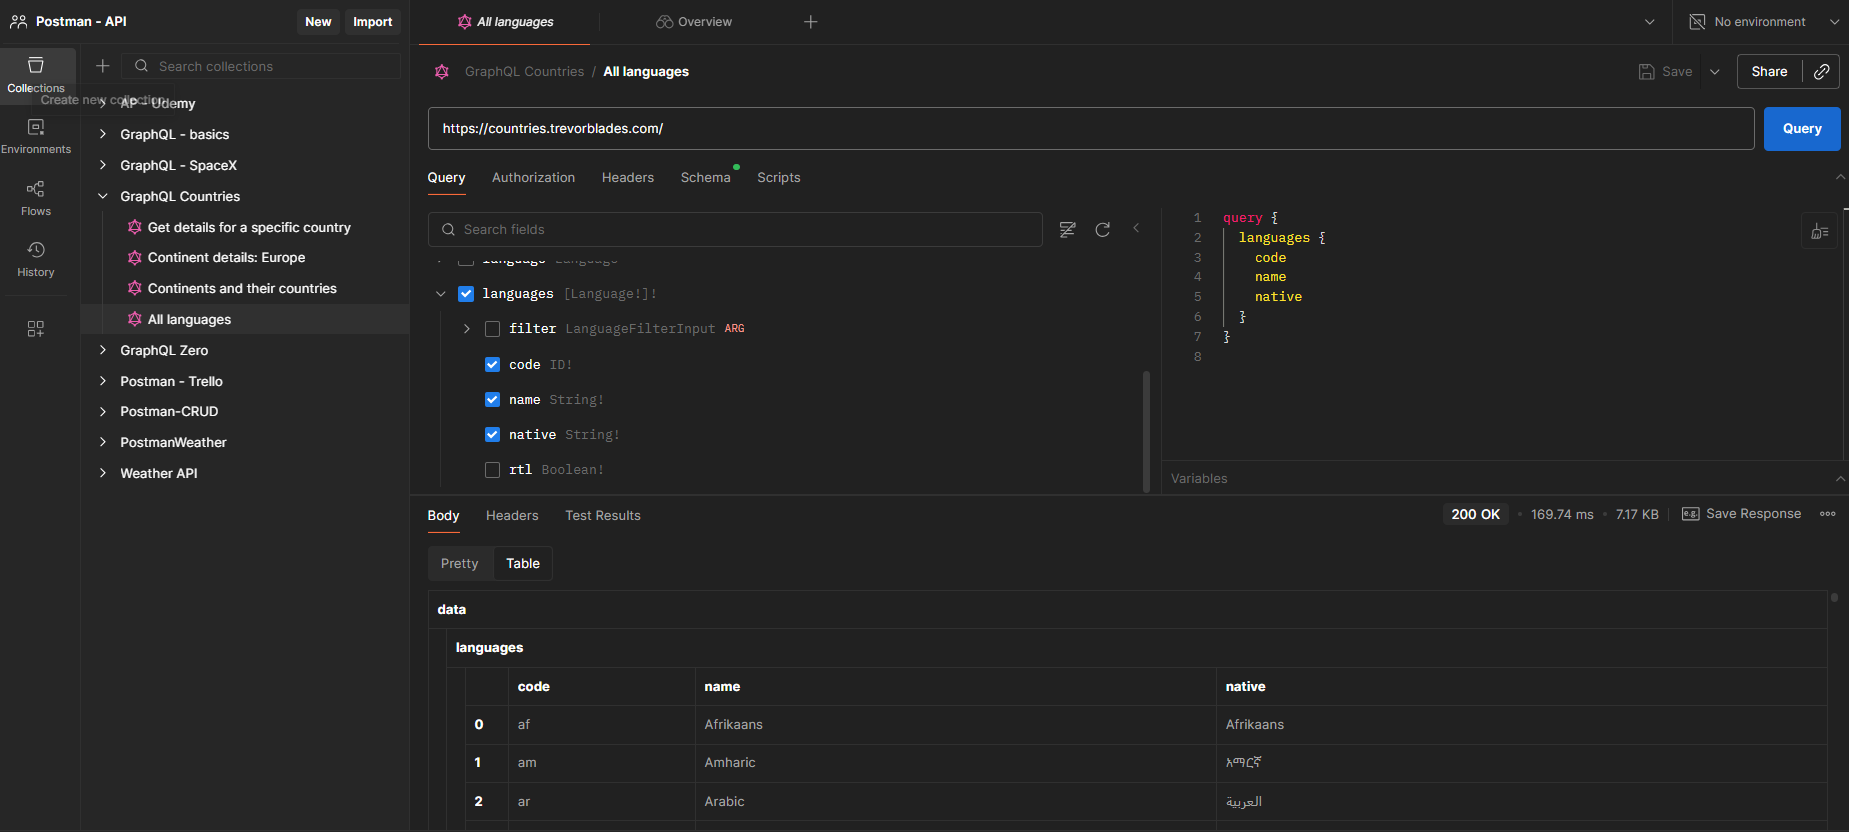 Postman - API
New
Import
All languages
Overview
No environment
Collections
Search collections
Create new collection
AP - Udemy
Environments
GraphQL - basics
GraphQL - SpaceX
Flows
GraphQL Countries
Get details for a specific country
Continent details: Europe
History
Continents and their countries
All languages
GraphQL Zero
Postman - Trello
Postman-CRUD
PostmanWeather
Weather API
GraphQL Countries / All languages
Save
Share
https://countries.trevorblades.com/
Query
Query
Authorization
Headers
Schema
Scripts
Search fields
language Language
languages [Language!]!
filter LanguageFilterInput ARG
code ID!
name String!
native String!
rtl Boolean!
1 query {
2 languages {
3 code
4 name
5 native
6 }
7 }
8
Variables
Body
Headers
Test Results
200 OK
169.74 ms
7.17 KB
e.g.
Save Response
Pretty
Table
data
languages
code name native
0 af Afrikaans Afrikaans
1 am Amharic አማርኛ
2 ar Arabic العربية